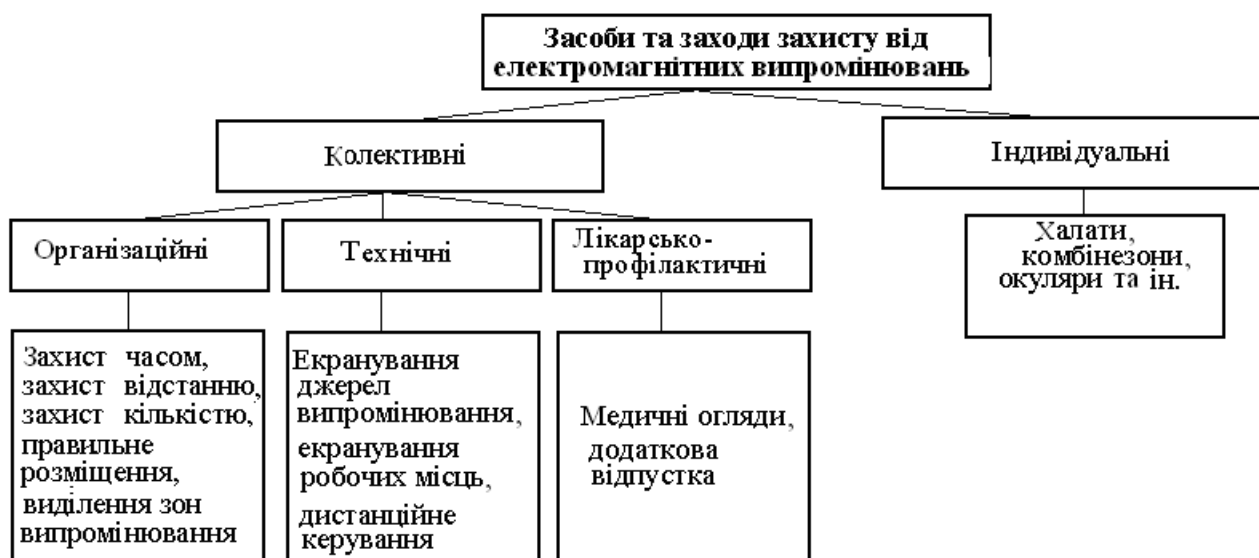 Засоби та заходи захисту від
електромагнітних випромінювань
Колективні
Індивідуальні
Організаційні
Технічні
Лікарсько-
профілактичні
Халати,
комбінезони,
окуляри та ін.
Захист часом,
захист відстанню,
захист кількістю,
правильне
розміщення,
виділення зон
випромінювання
Екранування
джерел
випромінювання,
екранування
робочих місць,
дистанційне
керування
Медичні огляди,
додаткова
відпустка